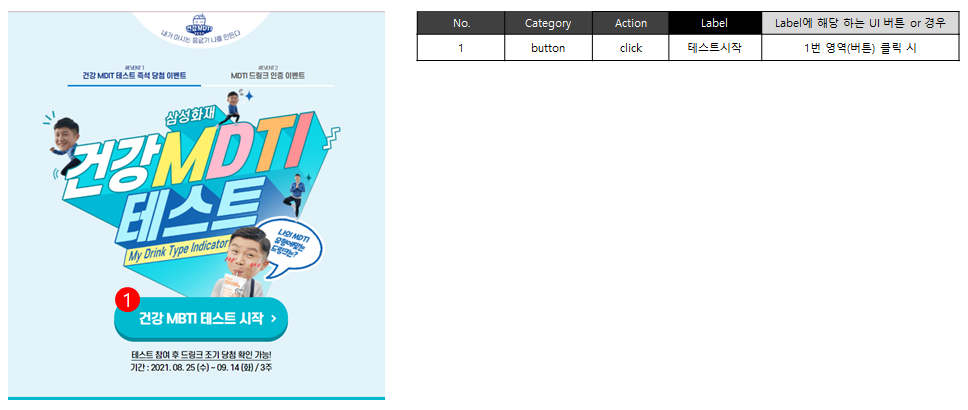 내가 마시는 음료가 나를 만든다
건강 MDTI
#EVENT 1
건강 MDIT 테스트 즉석 당첨 이벤트
#EVENT 2
MDTI 드링크 인증 이벤트
삼성화재
건강MDTI
테스트
My Drink Type Indicator
나의 MDTI
유형에맞는
드링크는?
1
건강 MBTI 테스트 시작 >
테스트 참여 후 드링크 조기 당첨 확인 가능!
기간 : 2021. 08. 25 (수) ~ 09. 14 (화) / 3주
No. Category Action Label Label에 해당 하는 UI 버튼 or 경우
1 button click 테스트시작 1번 영역(버튼) 클릭 시